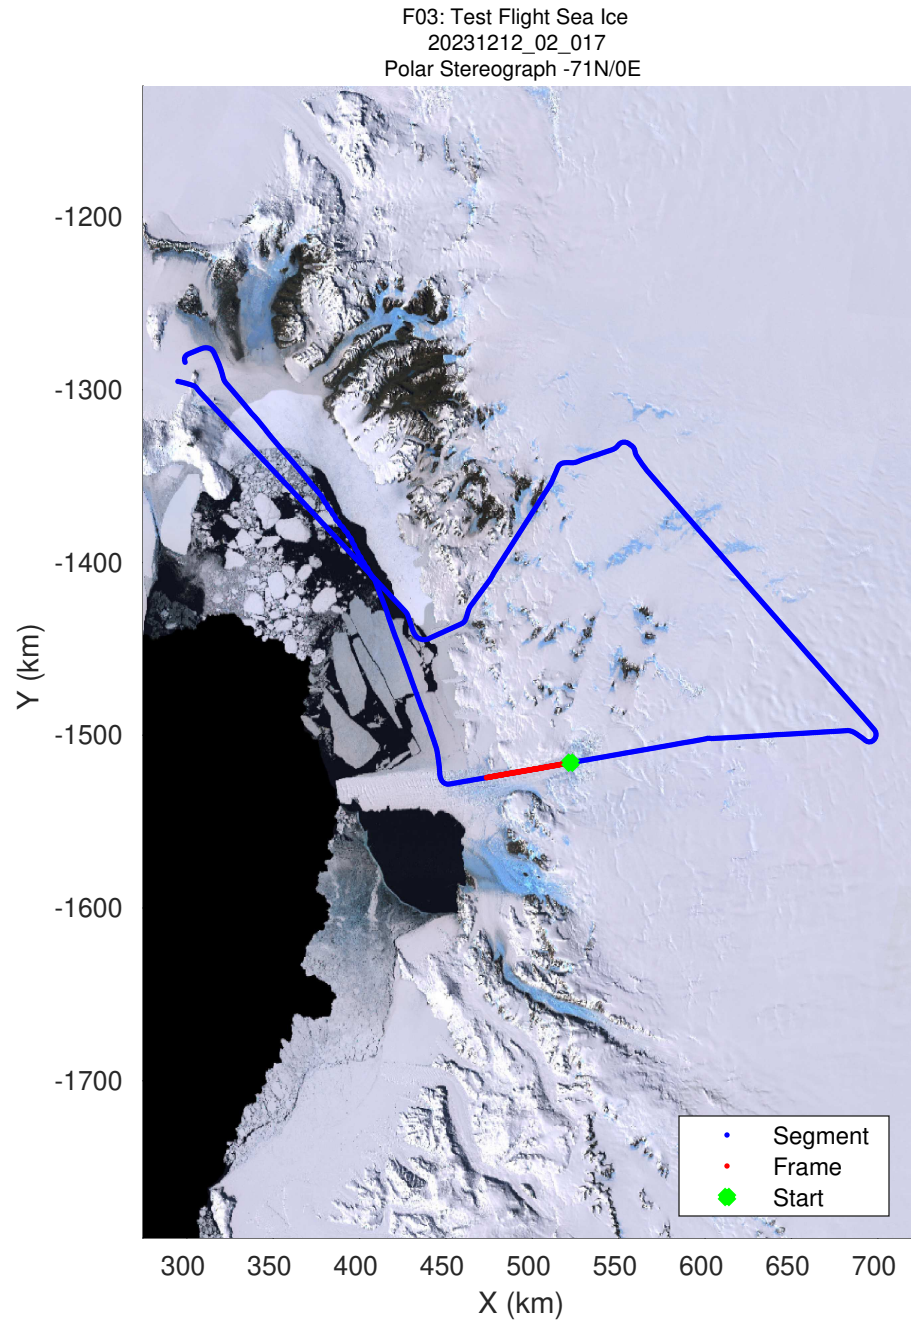 F03: Test Flight Sea Ice
20231212_02_017
Polar Stereograph -71N/0E
-1200
-1300
-1400
-1500
-1600
-1700
Y (km)
Segment
Frame
Start
300 350 400 450 500 550 600 650 700
X (km)